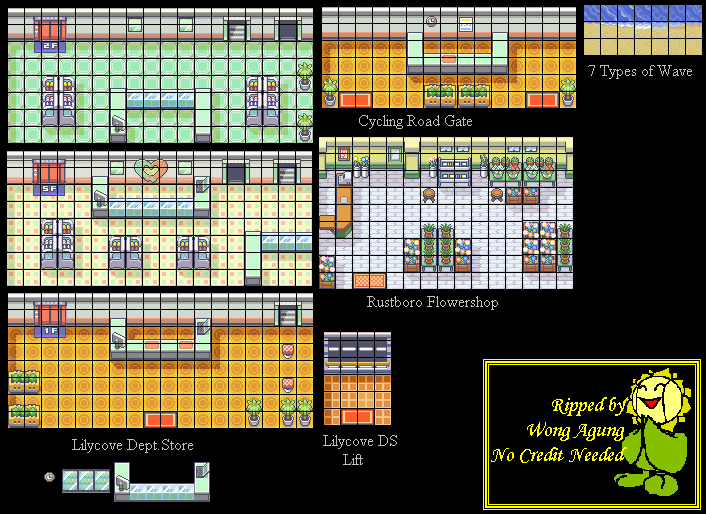 2F
7 Types of Wave
Cycling Road Gate
5F
Rustboro Flowershop
1F
Lilycove Dept.Store
Lilycove DS
Lift
Ripped by
Wong Agung
No Credit Needed